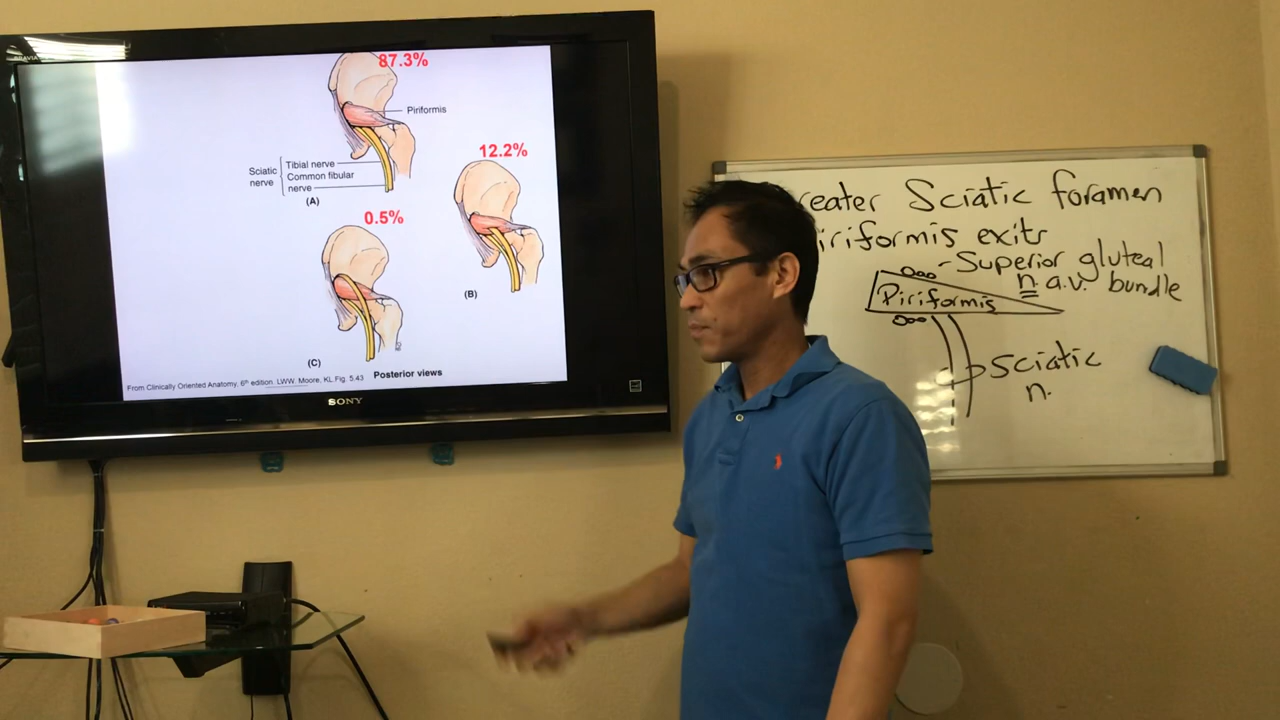 87.3%
Piriformis
Sciatic nerve
Tibial nerve
Common fibular
nerve
(A)
12.2%
(B)
0.5%
(C)
Posterior views
From Clinically Oriented Anatomy, 6th edition. LWW. Moore, KL Fig. 5.43
SONY
reater Sciatic foramen
iriformis exits
-Superior gluteal
n a.v. bundle
Piriformis
Sciatic
n.